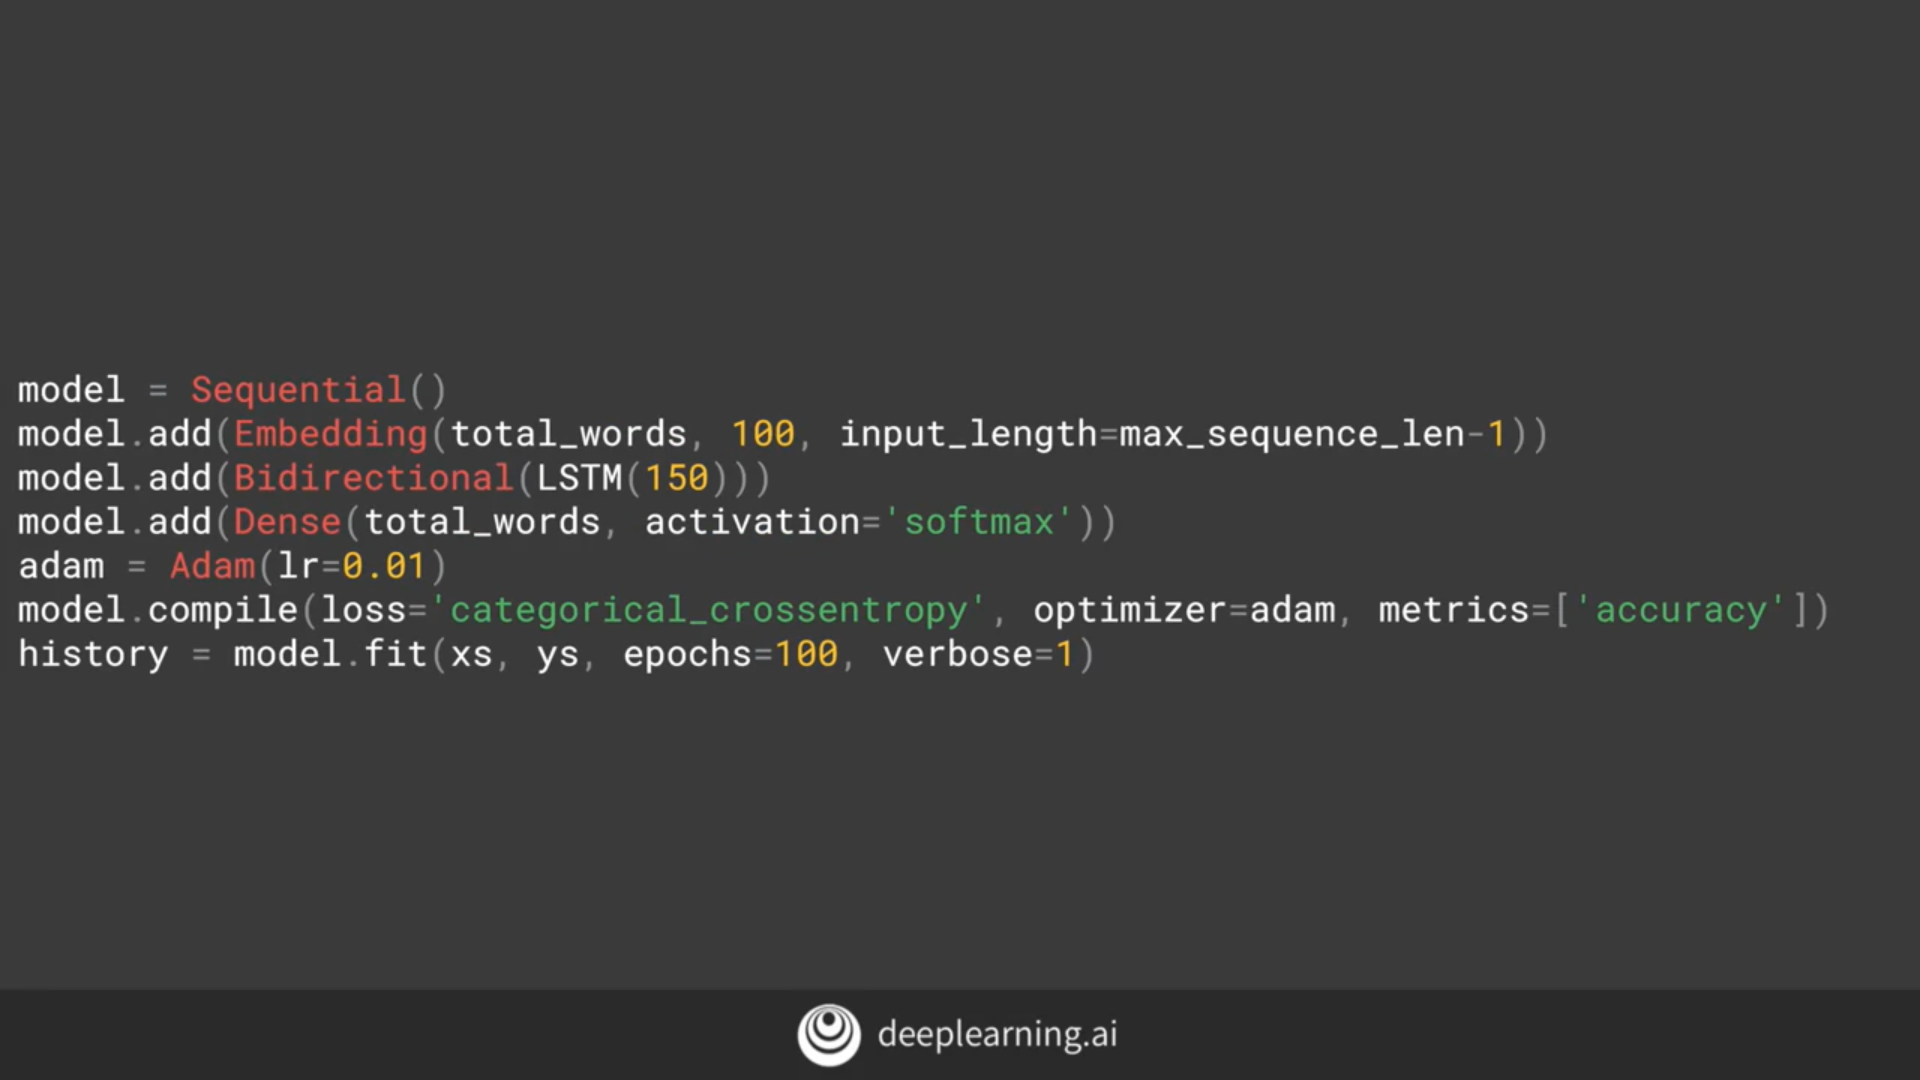 model = Sequential()
model.add(Embedding(total_words, 100, input_length=max_sequence_len-1))
model.add(Bidirectional(LSTM(150)))
model.add(Dense(total_words, activation='softmax'))
adam = Adam(lr=0.01)
model.compile(loss='categorical_crossentropy', optimizer=adam, metrics=['accuracy'])
history = model.fit(xs, ys, epochs=100, verbose=1)
deeplearning.ai